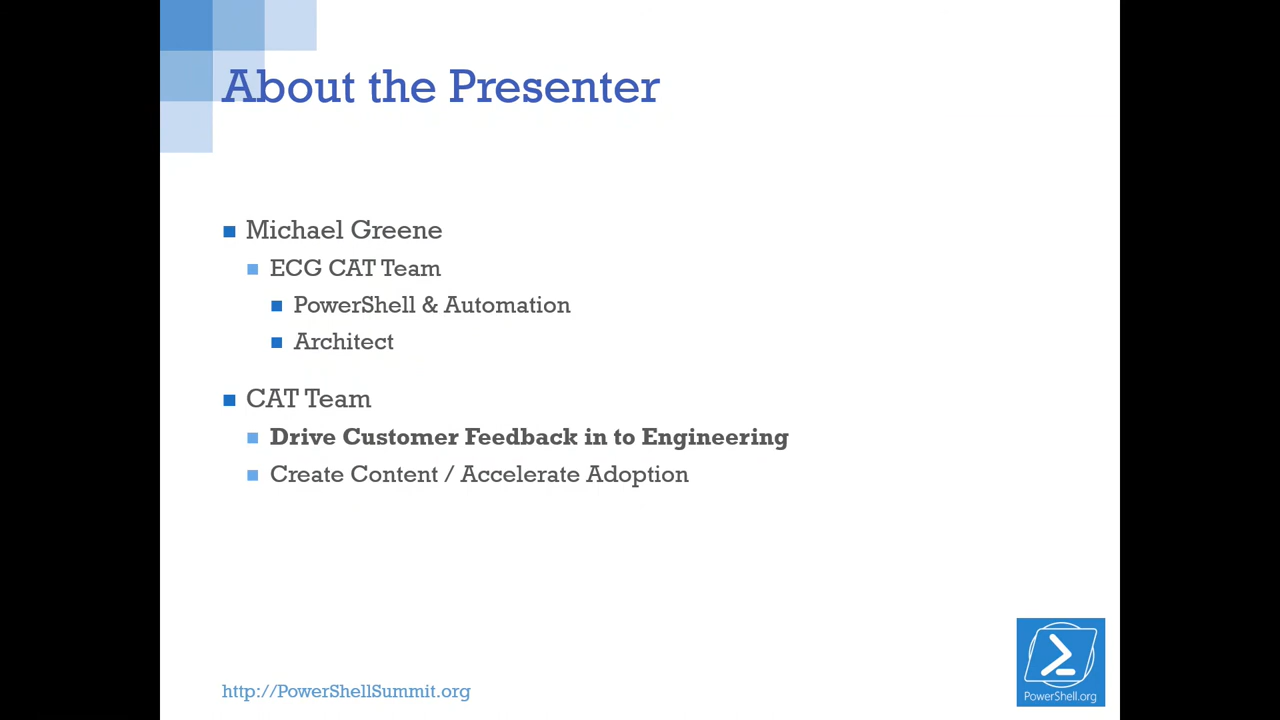 About the Presenter
Michael Greene
ECG CAT Team
PowerShell & Automation
Architect
CAT Team
Drive Customer Feedback in to Engineering
Create Content / Accelerate Adoption
http://PowerShellSummit.org
PowerShell.org